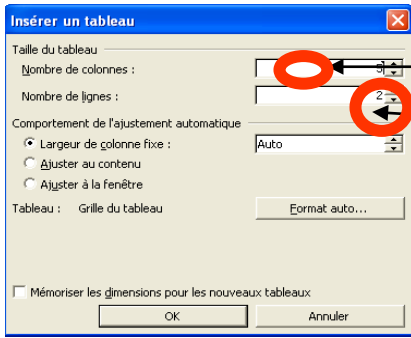 Insérer un tableau
Taille du tableau
Nombre de colonnes : 5
Nombre de lignes : 2
Comportement de l'ajustement automatique
Largeur de colonne fixe : Auto
Ajuster au contenu
Ajuster à la fenêtre
Tableau : Grille du tableau Format auto...
Mémoriser les dimensions pour les nouveaux tableaux
OK Annuler